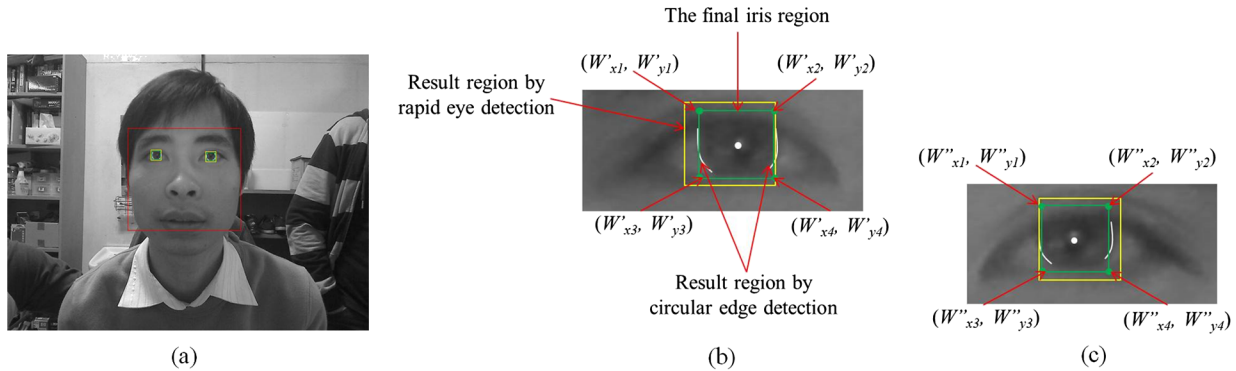 The final iris region
(W'x1, W'y1)
(W'x2, W'y2)
Result region by
rapid eye detection
(W'x3, W'y3)
(W'x4, W'y4)
Result region by
circular edge detection
(W''x1, W''y1)
(W''x2, W''y2)
(W''x3, W''y3)
(W''x4, W''y4)
(a)
(b)
(c)